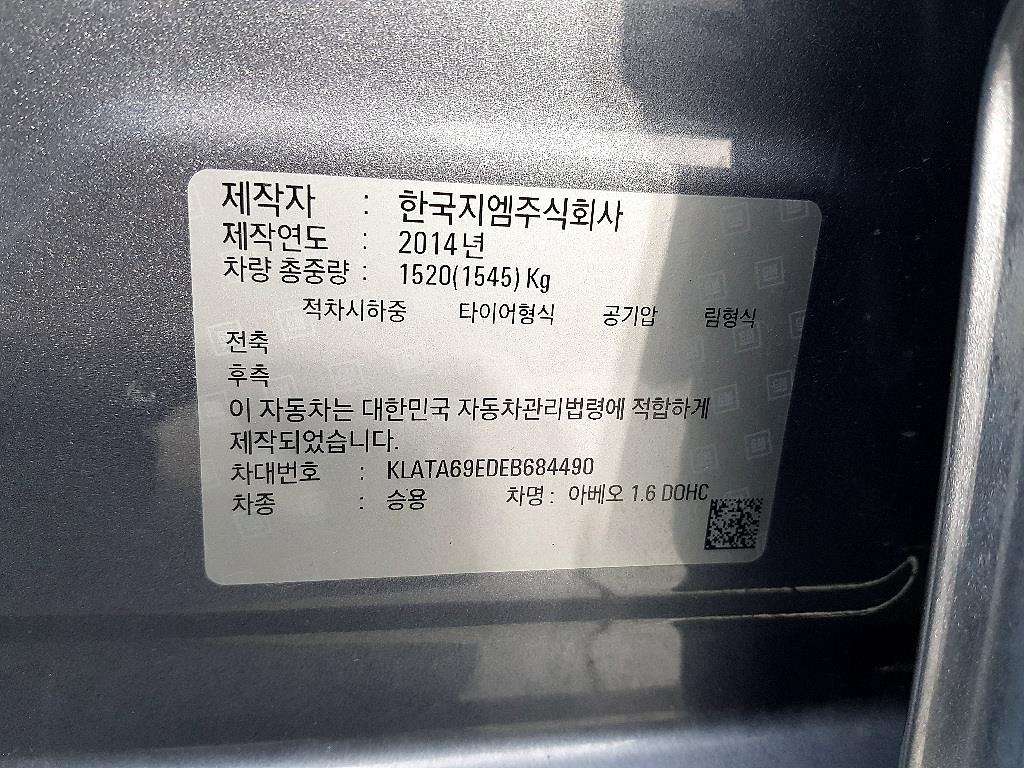 제작자 : 한국지엠주식회사
제작연도 : 2014년
차량 총중량 : 1520(1545) Kg
적차시하중 타이어형식 공기압 림형식
전축
후측
이 자동차는 대한민국 자동차관리법령에 적합하게
제작되었습니다.
차대번호 : KLATA69EDEB684490
차종 : 승용 차명 : 아베오 1.6 DOHC